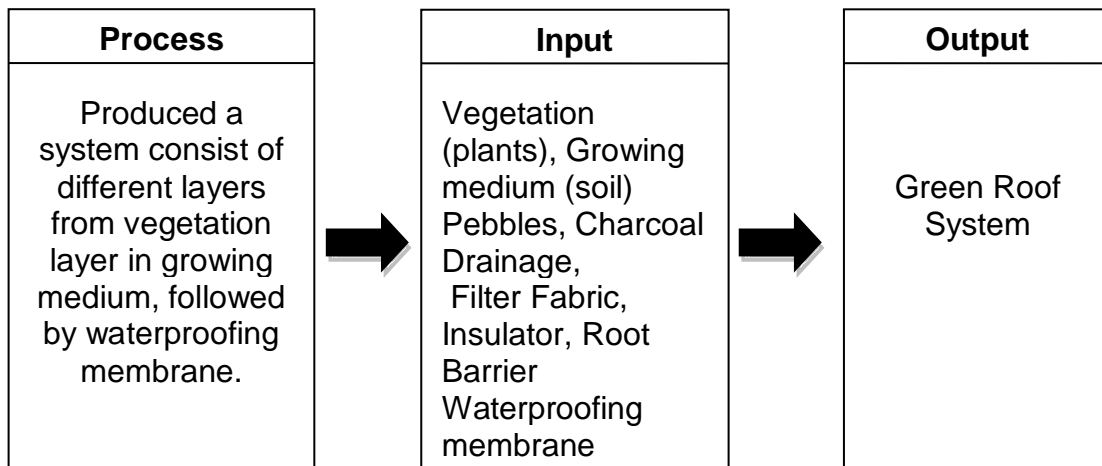 Process
Produced a
system consist of
different layers
from vegetation
layer in growing
medium, followed
by waterproofing
membrane.
Input
Vegetation
(plants), Growing
medium (soil)
Pebbles, Charcoal
Drainage,
Filter Fabric,
Insulator, Root
Barrier
Waterproofing
membrane
Output
Green Roof
System